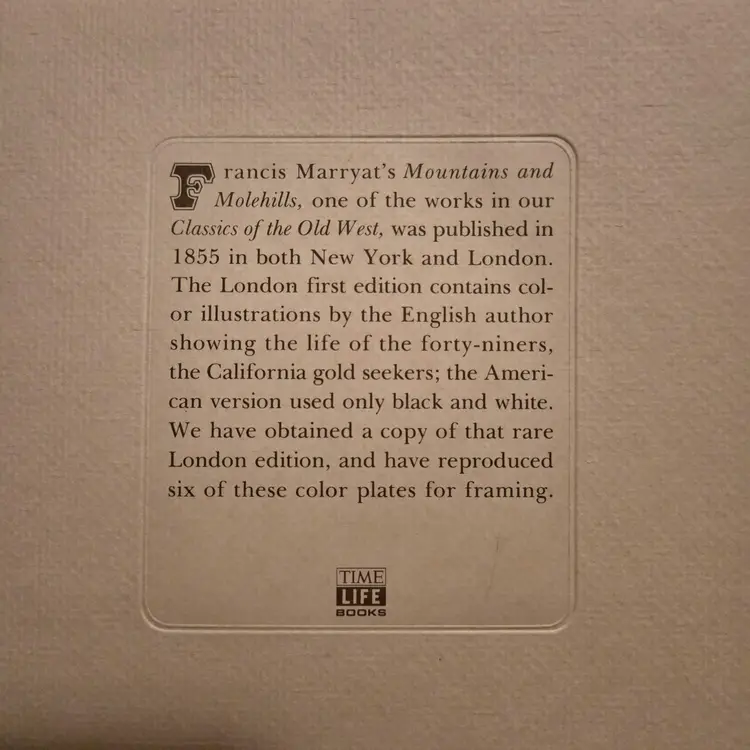 Francis Marryat's Mountains and
Molehills, one of the works in our
Classics of the Old West, was published in
1855 in both New York and London.
The London first edition contains col-
or illustrations by the English author
showing the life of the forty-niners,
the California gold seekers; the Ameri-
can version used only black and white.
We have obtained a copy of that rare
London edition, and have reproduced
six of these color plates for framing.
TIME
LIFE
BOOKS